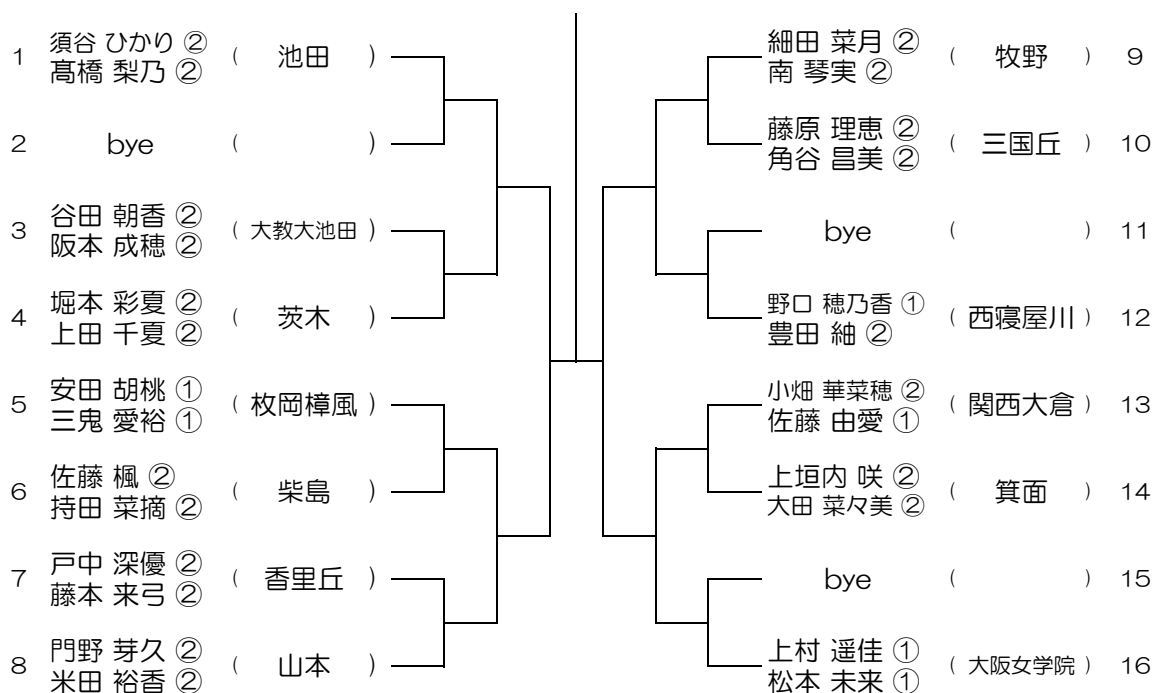 1 須谷 ひかり ② 髙橋 梨乃 ② ( 池田 )
2 bye ( )
3 谷田 朝香 ② 阪本 成穂 ② ( 大教大池田 )
4 堀本 彩夏 ② 上田 千夏 ② ( 茨木 )
5 安田 胡桃 ① 三鬼 愛裕 ① ( 枚岡樟風 )
6 佐藤 楓 ② 持田 菜摘 ② ( 柴島 )
7 戸中 深優 ② 藤本 来弓 ② ( 香里丘 )
8 門野 芽久 ② 米田 裕香 ② ( 山本 )
細田 菜月 ② 南 琴実 ② ( 牧野 ) 9
藤原 理恵 ② 角谷 昌美 ② ( 三国丘 ) 10
bye ( ) 11
野口 穂乃香 ① 豊田 紬 ② ( 西寝屋川 ) 12
小畑 華菜穂 ② 佐藤 由愛 ① ( 関西大倉 ) 13
上垣内 咲 ② 大田 菜々美 ② ( 箕面 ) 14
bye ( ) 15
上村 遥佳 ① 松本 未来 ① ( 大阪女学院 ) 16